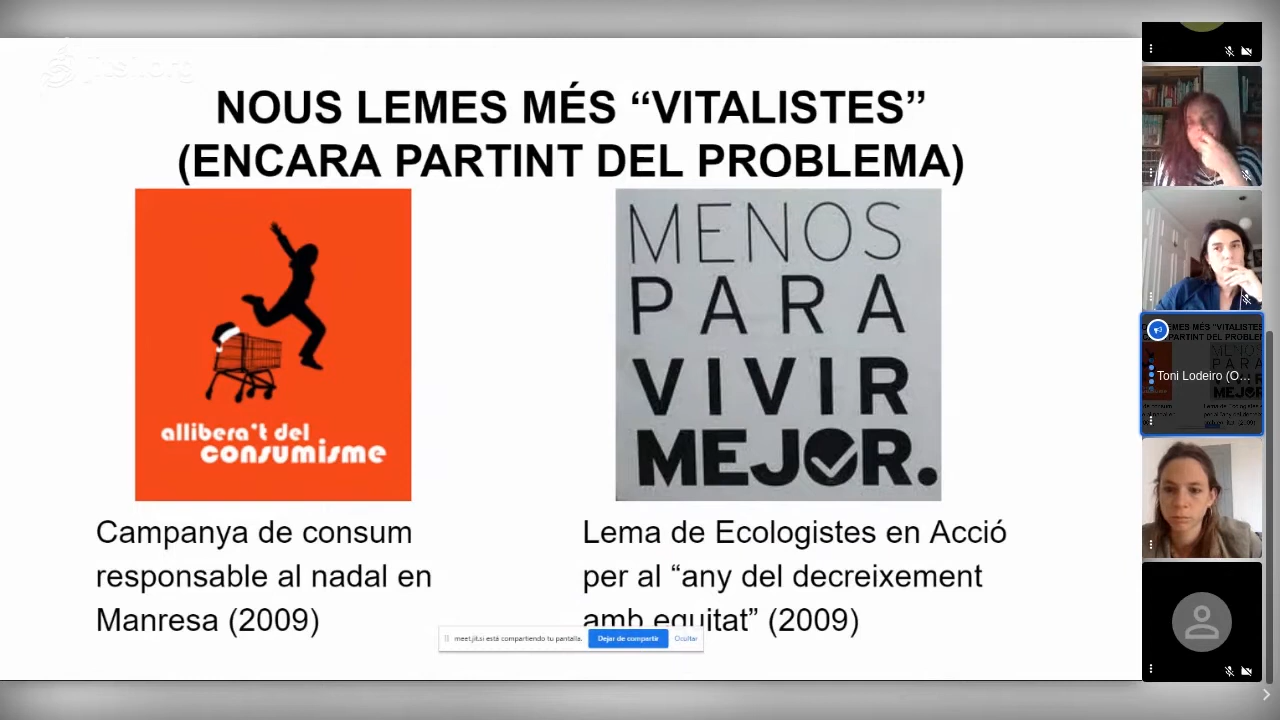 jitsi.org
NOUS LEMES MÉS “VITALISTES”
(ENCARA PARTINT DEL PROBLEMA)
allibera't del
consumisme
MENOS
PARA
VIVIR
MEJOR.
Campanya de consum
responsable al nadal en
Manresa (2009)
Lema de Ecologistes en Acció
per al “any del decreixement
amb equitat” (2009)
meet.jit.si está compartiendo tu pantalla.
Dejar de compartir
Ocultar
Toni Lodeiro (O...